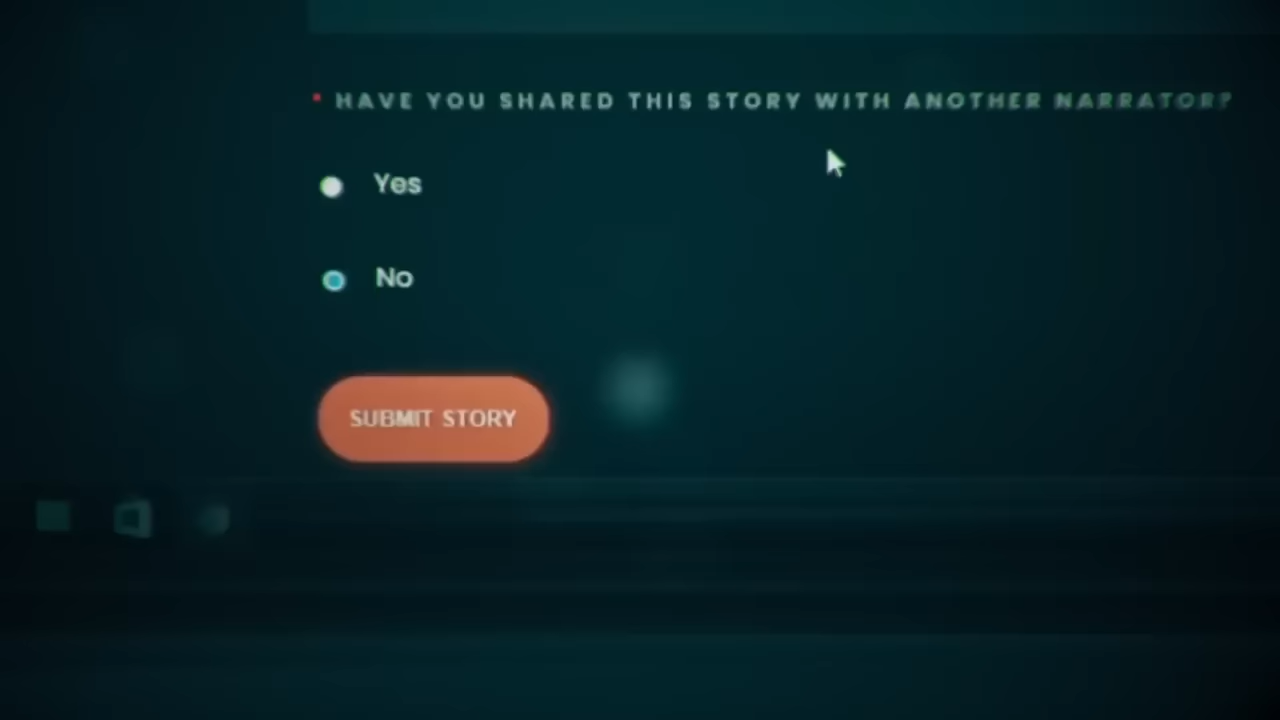 * HAVE YOU SHARED THIS STORY WITH ANOTHER NARRATOR?
Yes
No
SUBMIT STORY